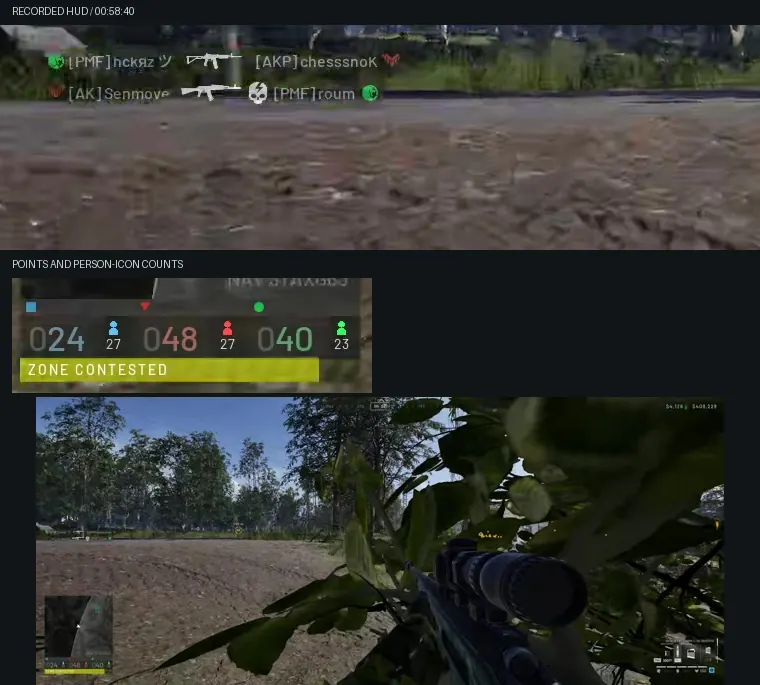 RECORDED HUD / 00:58:40
[PMF]hckяz ツ [AKP]chesssnoK
[AK]Senmove [PMF]roum
POINTS AND PERSON-ICON COUNTS
024 27 048 27 040 23
ZONE CONTESTED